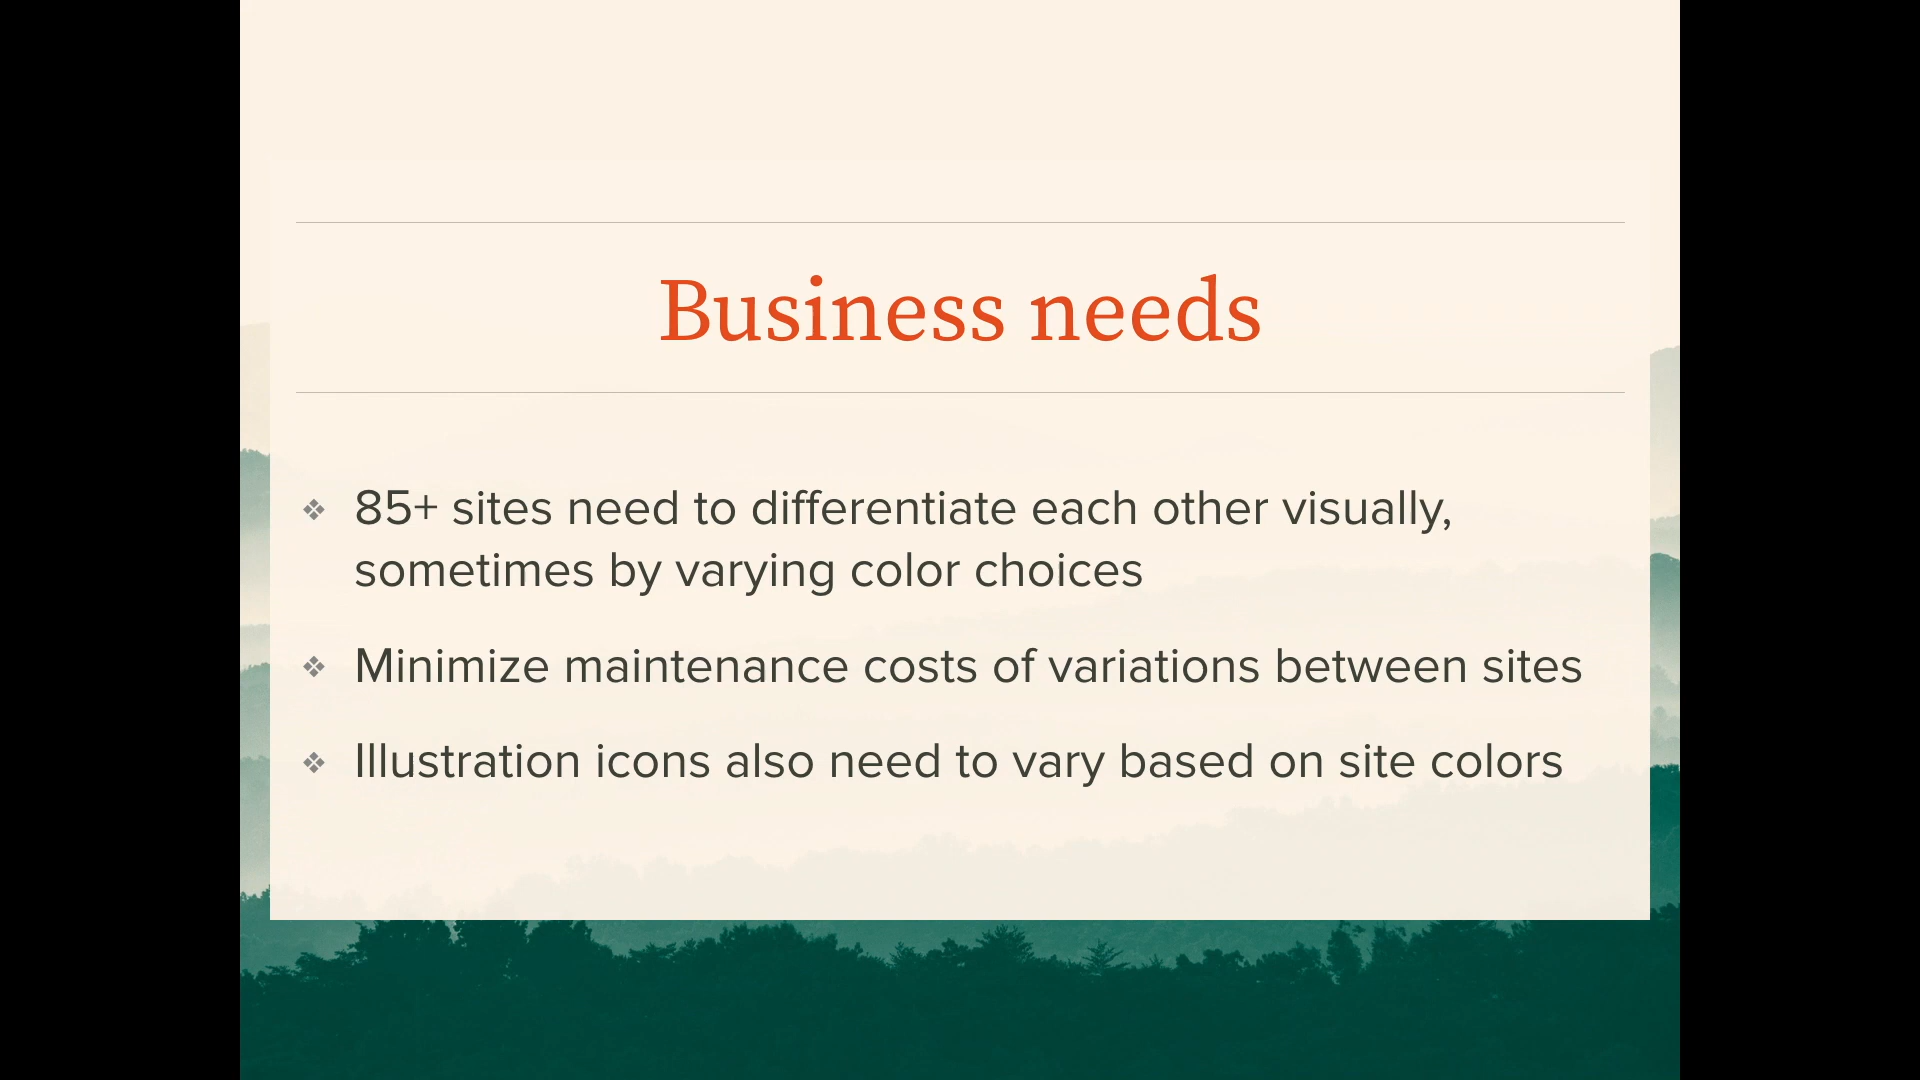 Business needs
❖ 85+ sites need to differentiate each other visually,
sometimes by varying color choices
❖ Minimize maintenance costs of variations between sites
❖ Illustration icons also need to vary based on site colors